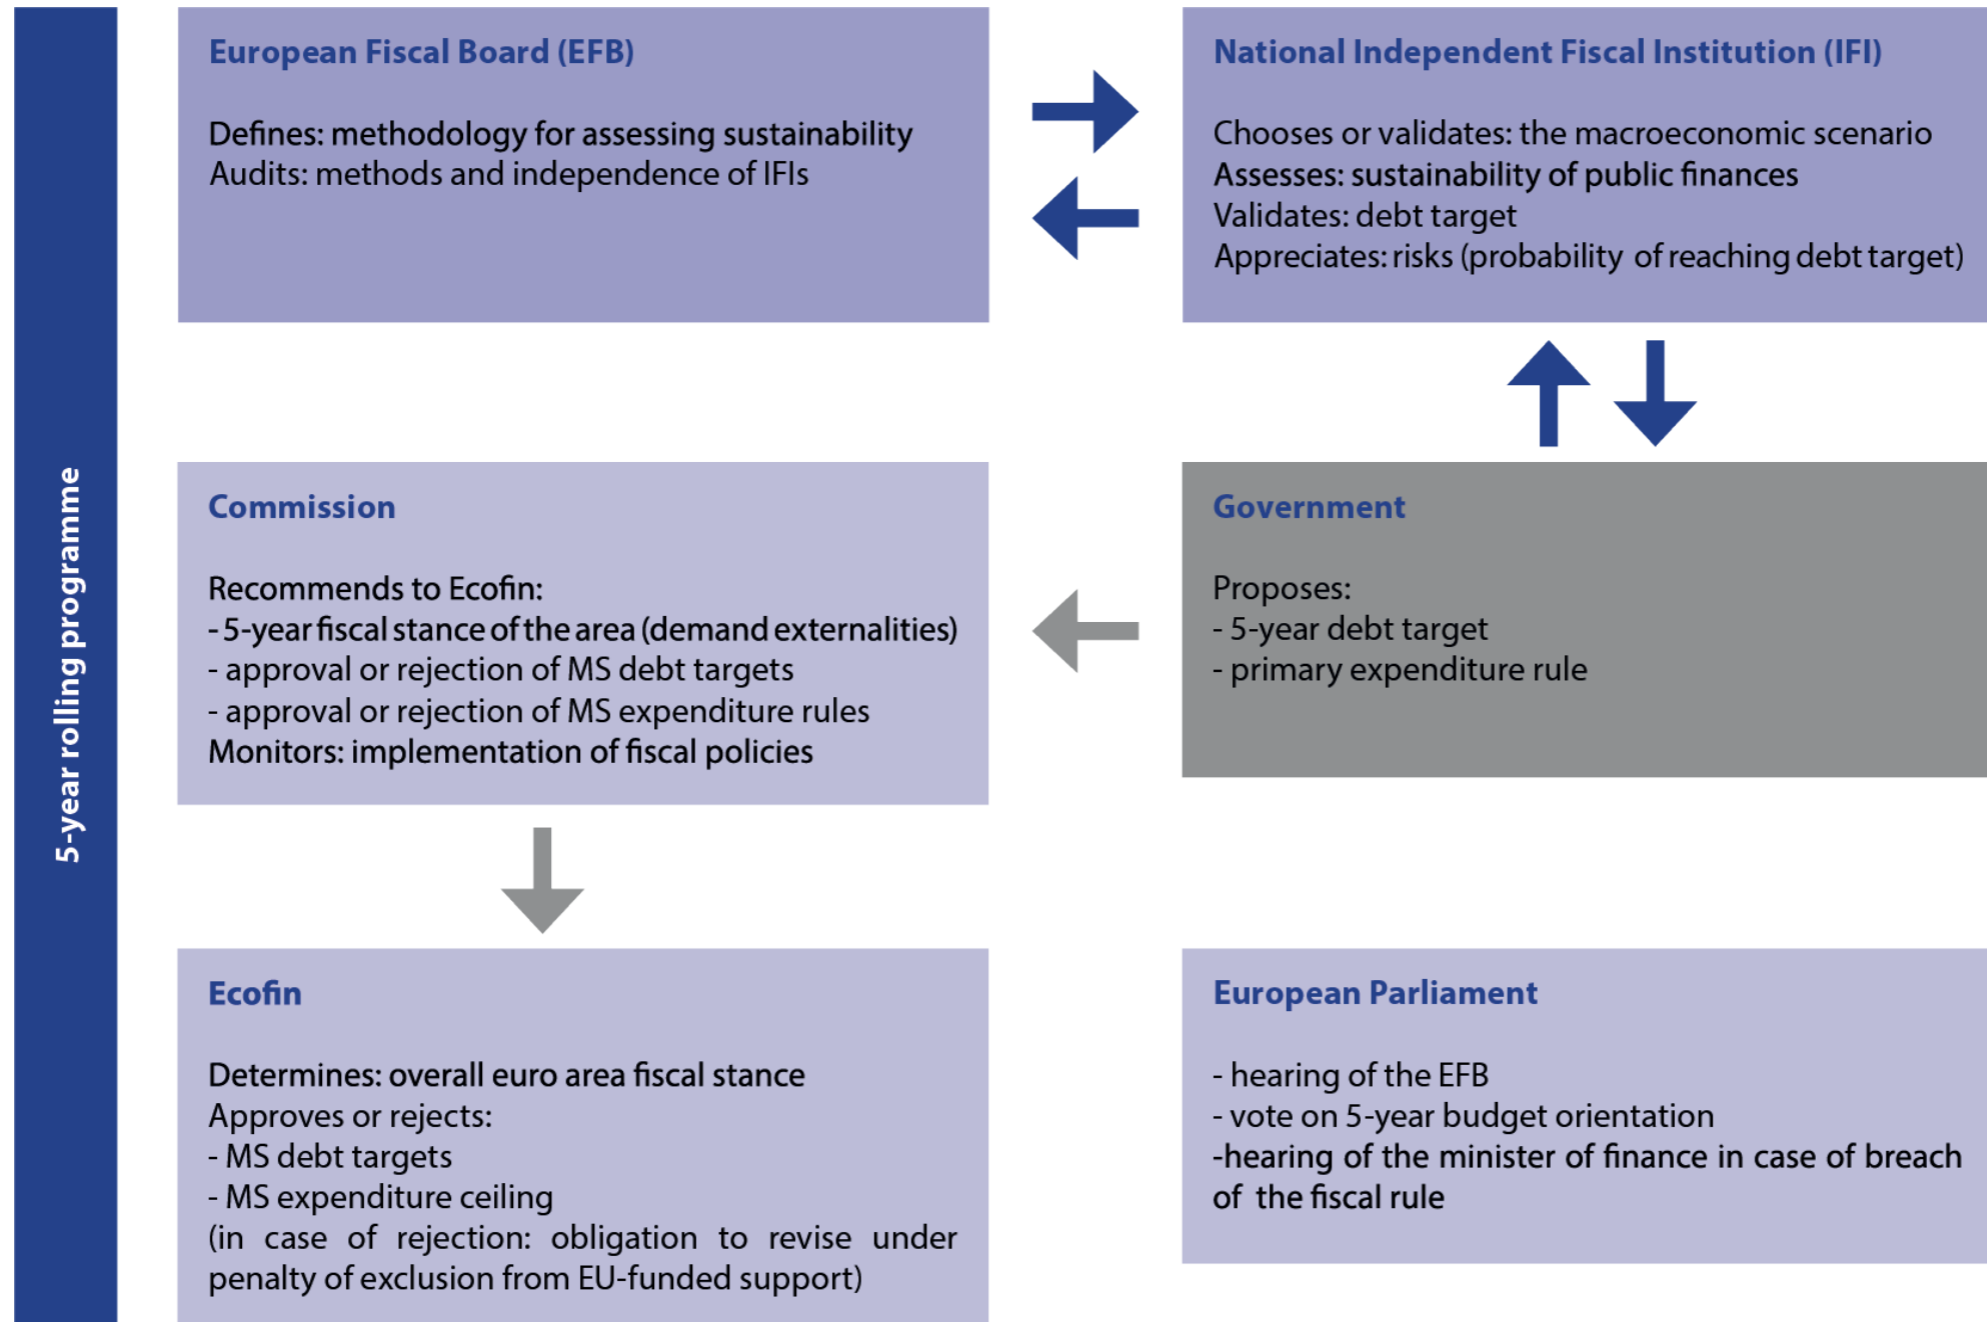 5-year rolling programme
European Fiscal Board (EFB)
Defines: methodology for assessing sustainability
Audits: methods and independence of IFIs
National Independent Fiscal Institution (IFI)
Chooses or validates: the macroeconomic scenario
Assesses: sustainability of public finances
Validates: debt target
Appreciates: risks (probability of reaching debt target)
Commission
Recommends to Ecofin:
- 5-year fiscal stance of the area (demand externalities)
- approval or rejection of MS debt targets
- approval or rejection of MS expenditure rules
Monitors: implementation of fiscal policies
Government
Proposes:
- 5-year debt target
- primary expenditure rule
Ecofin
Determines: overall euro area fiscal stance
Approves or rejects:
- MS debt targets
- MS expenditure ceiling
(in case of rejection: obligation to revise under
penalty of exclusion from EU-funded support)
European Parliament
- hearing of the EFB
- vote on 5-year budget orientation
-hearing of the minister of finance in case of breach
of the fiscal rule